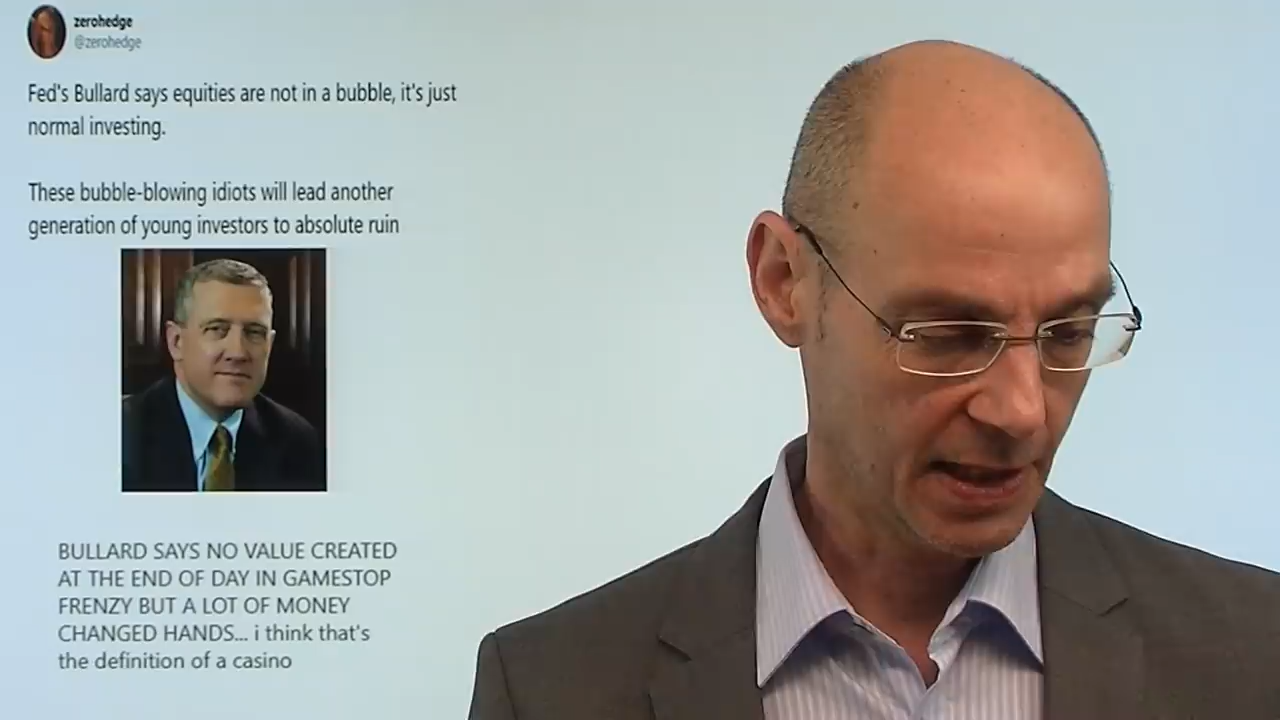 zerohedge
@zerohedge
Fed's Bullard says equities are not in a bubble, it's just
normal investing.
These bubble-blowing idiots will lead another
generation of young investors to absolute ruin
BULLARD SAYS NO VALUE CREATED
AT THE END OF DAY IN GAMESTOP
FRENZY BUT A LOT OF MONEY
CHANGED HANDS... i think that's
the definition of a casino